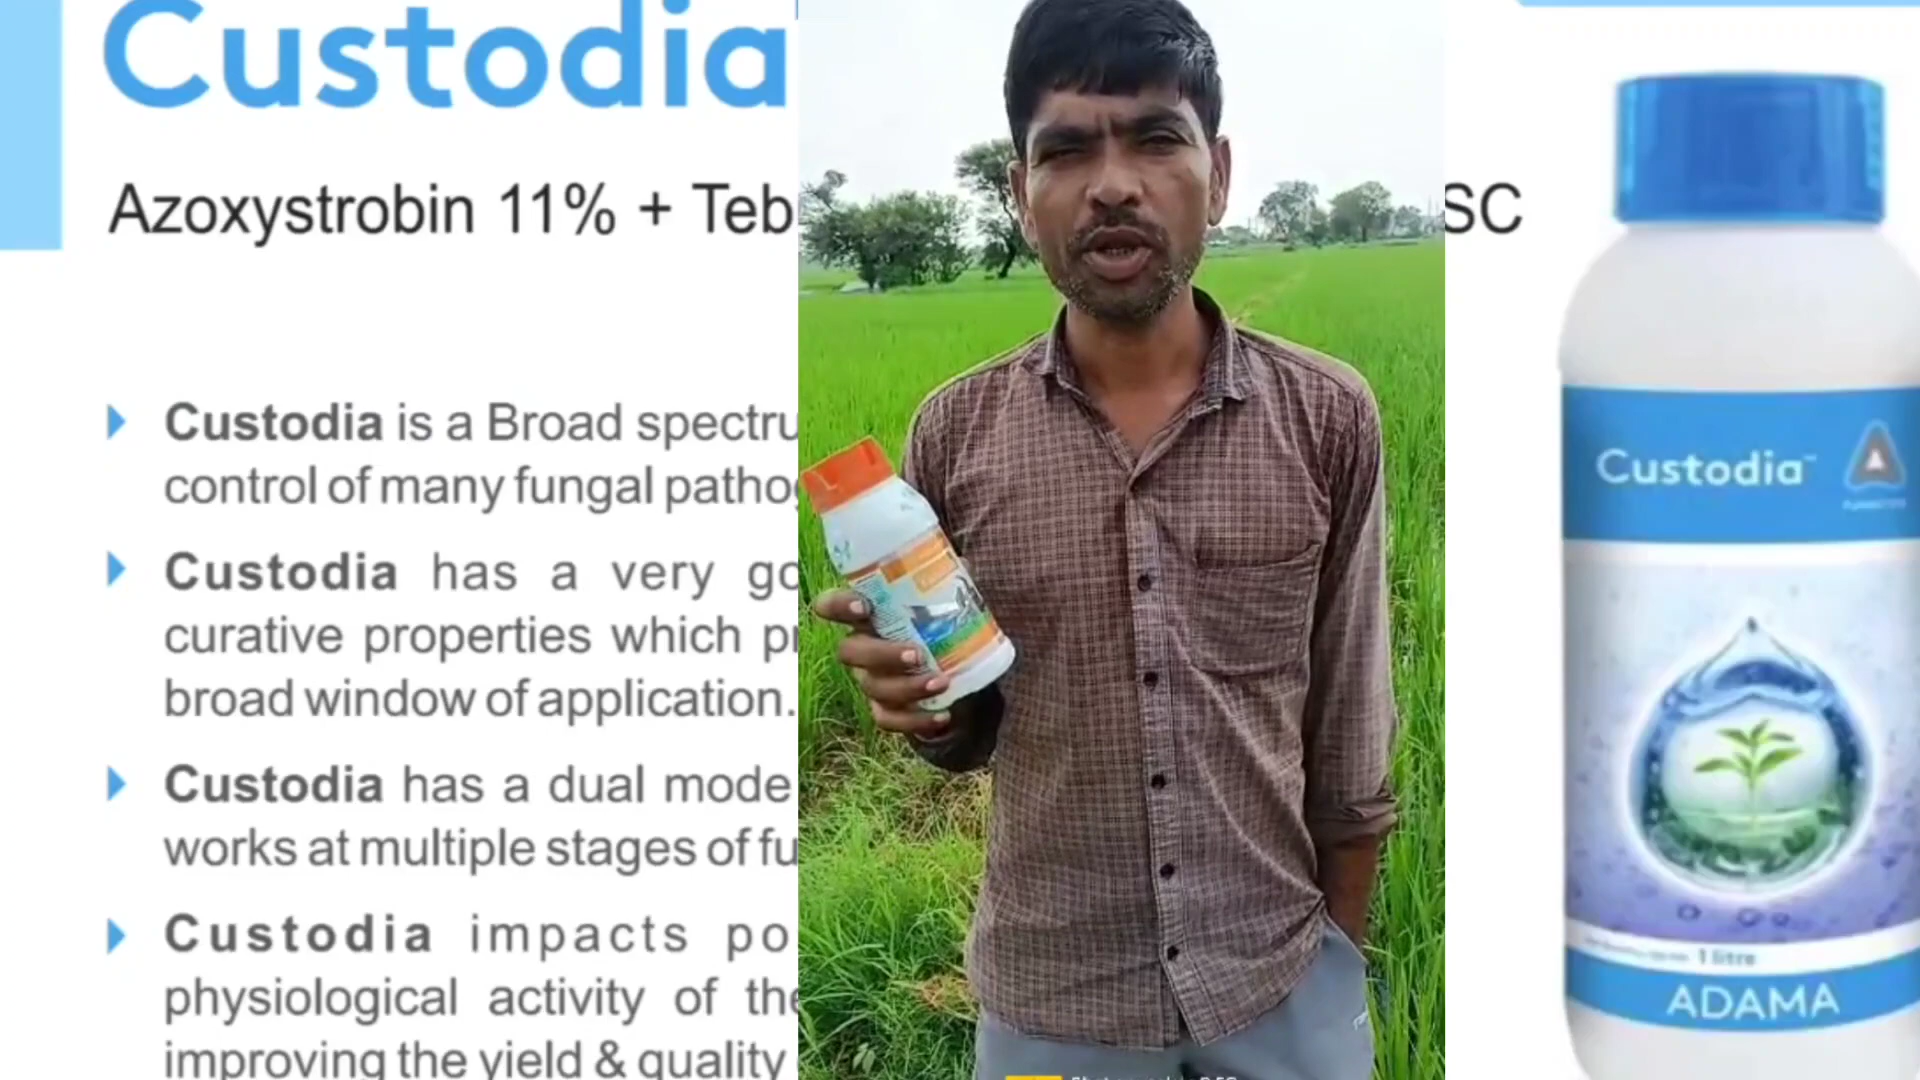 Custodia
Azoxystrobin 11% + Teb
SC
Custodia is a Broad spectru
control of many fungal patho
Custodia has a very go
curative properties which p
broad window of application.
Custodia has a dual mode
works at multiple stages of fu
Custodia impacts po
physiological activity of the
improving the yield & quality
Custodia
1 litre
ADAMA